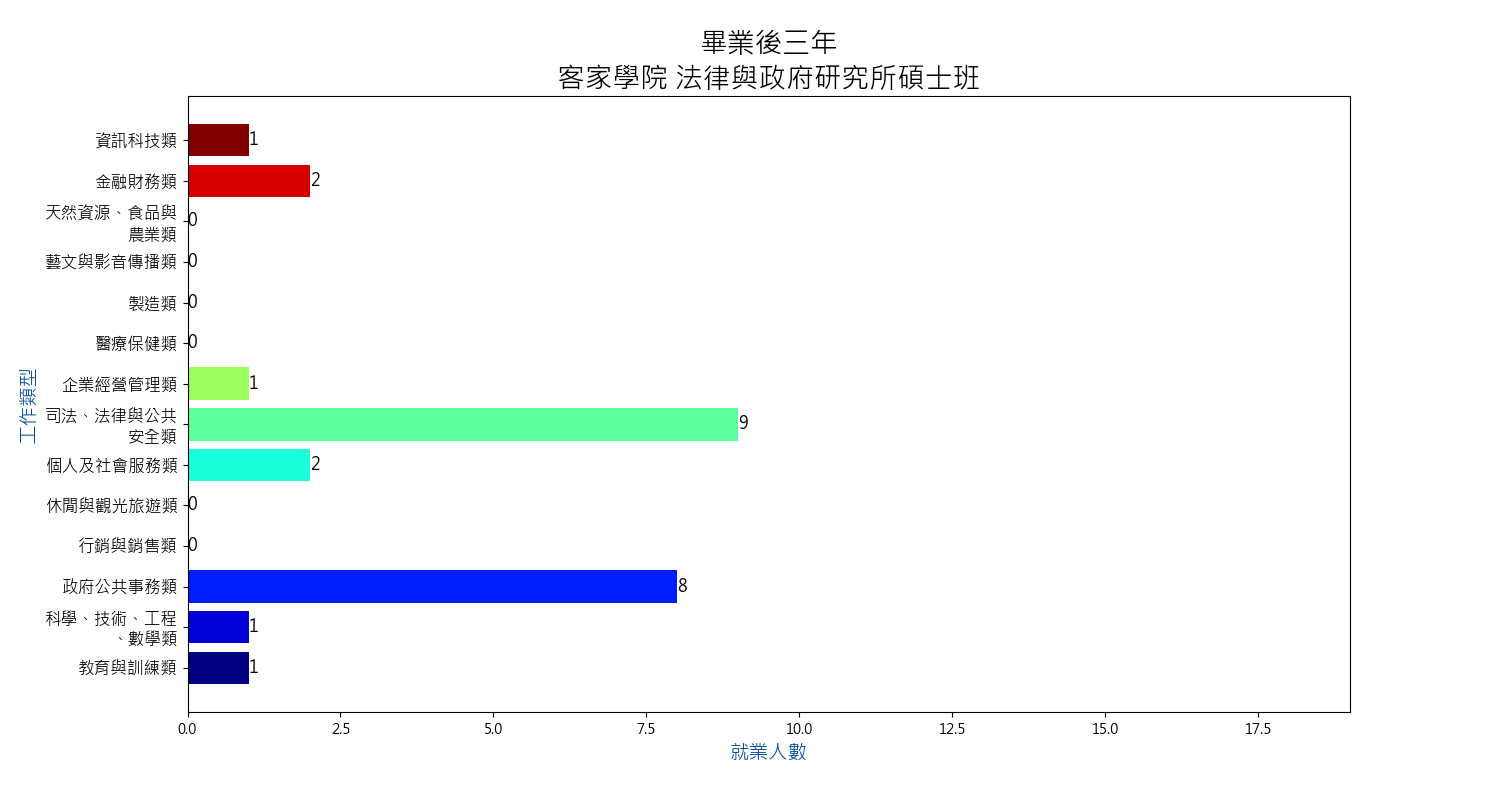 畢業後三年
客家學院 法律與政府研究所碩士班
資訊科技類
1
金融財務類
2
天然資源、食品與
農業類
0
藝文與影音傳播類
0
製造類
0
醫療保健類
0
企業經營管理類
1
司法、法律與公共
安全類
9
個人及社會服務類
2
休閒與觀光旅遊類
0
行銷與銷售類
0
政府公共事務類
8
科學、技術、工程
、數學類
1
教育與訓練類
1
工作類型
0.0 2.5 5.0 7.5 10.0 12.5 15.0 17.5
就業人數